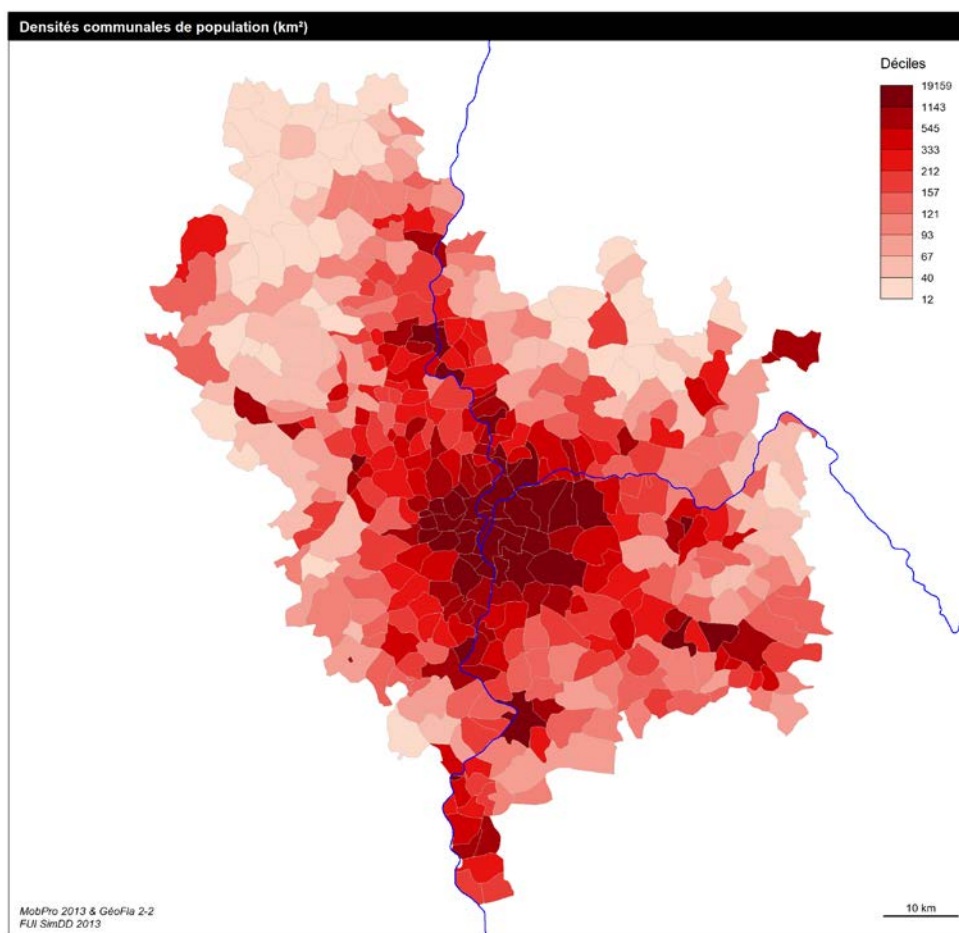 Densités communales de population (km²)
Déciles
19159
1143
545
333
212
157
121
93
67
40
12
MobPro 2013 & GéoFla 2-2
FUI SimDD 2013
10 km